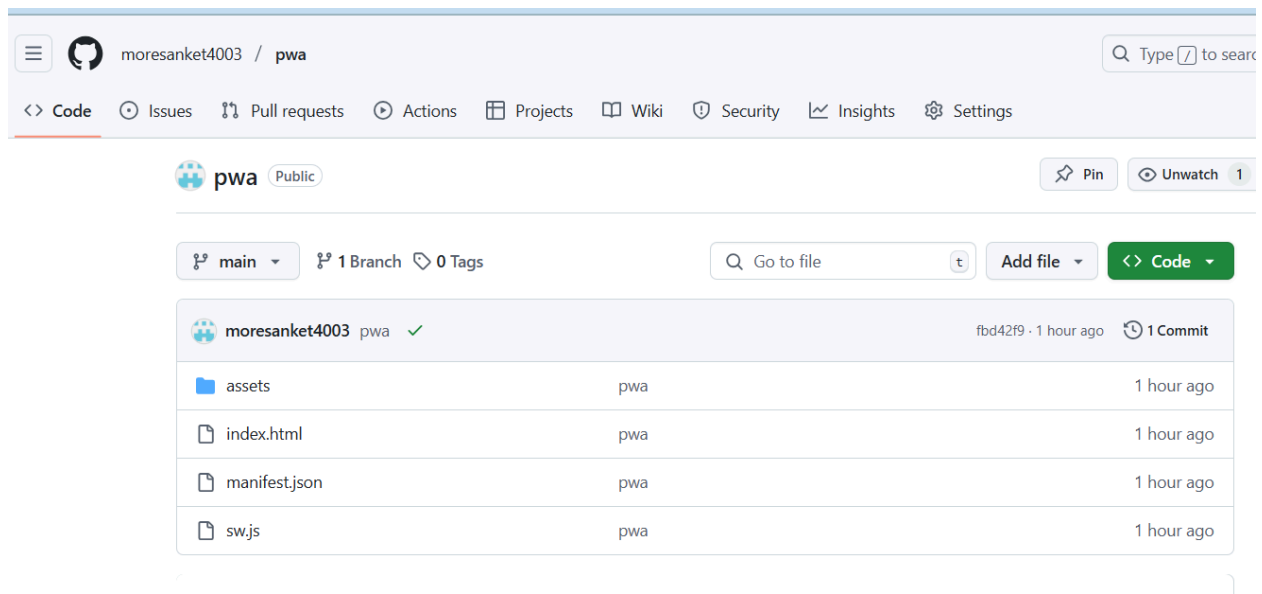 moresanket4003 / pwa
Type / to searc
Code Issues Pull requests Actions Projects Wiki Security Insights Settings
pwa Public Pin Unwatch 1
main 1 Branch 0 Tags Go to file t Add file Code
moresanket4003 pwa fbd42f9 · 1 hour ago 1 Commit
assets pwa 1 hour ago
index.html pwa 1 hour ago
manifest.json pwa 1 hour ago
sw.js pwa 1 hour ago